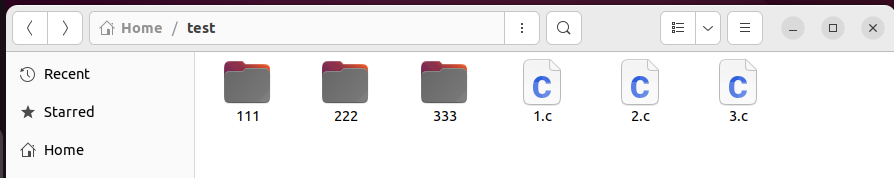 Home / test
Recent
Starred
Home
111 222 333 1.c 2.c 3.c